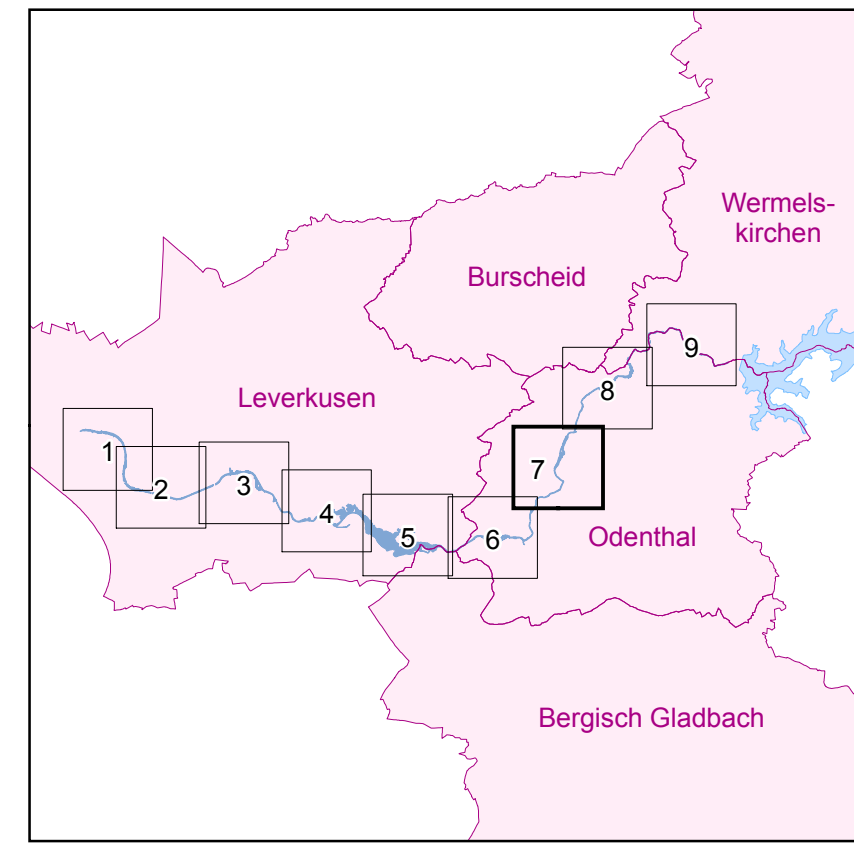 Wermels-
kirchen
Burscheid
9
8
Leverkusen
1
2
3
7
4
5
6
Odenthal
Bergisch Gladbach